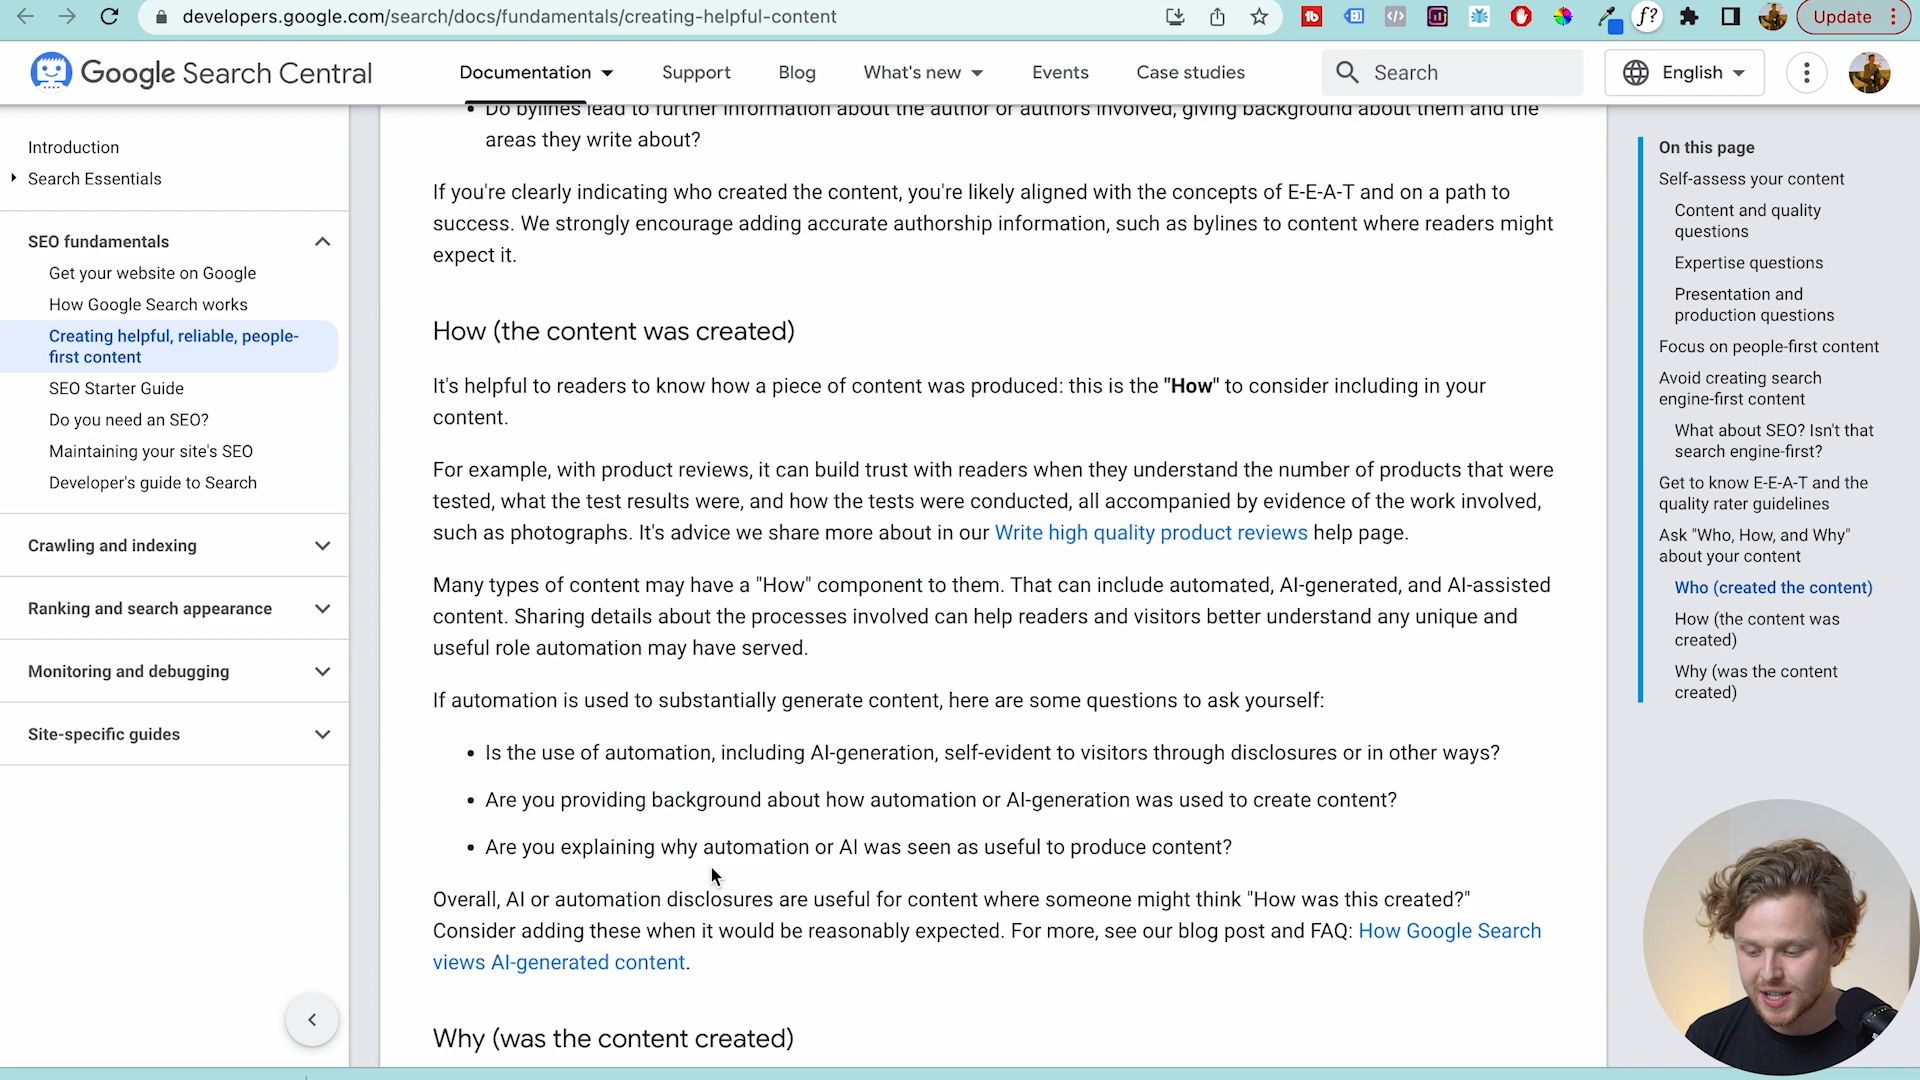 developers.google.com/search/docs/fundamentals/creating-helpful-content
Update
Google Search Central
Documentation
Support
Blog
What's new
Events
Case studies
Search
English
Introduction
Search Essentials
SEO fundamentals
Get your website on Google
How Google Search works
Creating helpful, reliable, people-
first content
SEO Starter Guide
Do you need an SEO?
Maintaining your site's SEO
Developer's guide to Search
Crawling and indexing
Ranking and search appearance
Monitoring and debugging
Site-specific guides
Do bylines lead to further information about the author or authors involved, giving background about them and the
areas they write about?
If you're clearly indicating who created the content, you're likely aligned with the concepts of E-E-A-T and on a path to
success. We strongly encourage adding accurate authorship information, such as bylines to content where readers might
expect it.
How (the content was created)
It's helpful to readers to know how a piece of content was produced: this is the "How" to consider including in your
content.
For example, with product reviews, it can build trust with readers when they understand the number of products that were
tested, what the test results were, and how the tests were conducted, all accompanied by evidence of the work involved,
such as photographs. It's advice we share more about in our Write high quality product reviews help page.
Many types of content may have a "How" component to them. That can include automated, AI-generated, and AI-assisted
content. Sharing details about the processes involved can help readers and visitors better understand any unique and
useful role automation may have served.
If automation is used to substantially generate content, here are some questions to ask yourself:
Is the use of automation, including AI-generation, self-evident to visitors through disclosures or in other ways?
Are you providing background about how automation or AI-generation was used to create content?
Are you explaining why automation or AI was seen as useful to produce content?
Overall, AI or automation disclosures are useful for content where someone might think "How was this created?"
Consider adding these when it would be reasonably expected. For more, see our blog post and FAQ: How Google Search
views AI-generated content.
Why (was the content created)
On this page
Self-assess your content
Content and quality
questions
Expertise questions
Presentation and
production questions
Focus on people-first content
Avoid creating search
engine-first content
What about SEO? Isn't that
search engine-first?
Get to know E-E-A-T and the
quality rater guidelines
Ask "Who, How, and Why"
about your content
Who (created the content)
How (the content was
created)
Why (was the content
created)